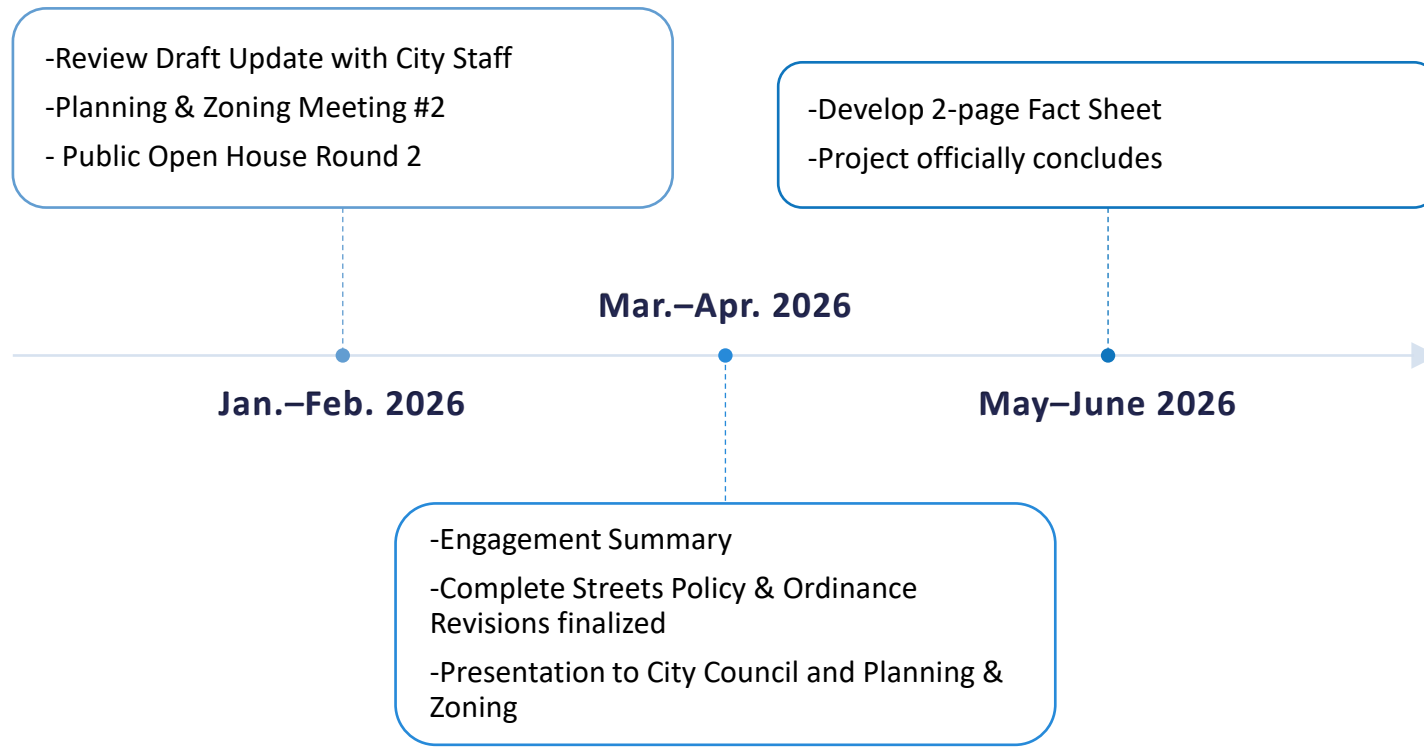 -Review Draft Update with City Staff
-Planning & Zoning Meeting #2
- Public Open House Round 2
-Develop 2-page Fact Sheet
-Project officially concludes
Mar.–Apr. 2026
Jan.–Feb. 2026
May–June 2026
-Engagement Summary
-Complete Streets Policy & Ordinance
Revisions finalized
-Presentation to City Council and Planning &
Zoning